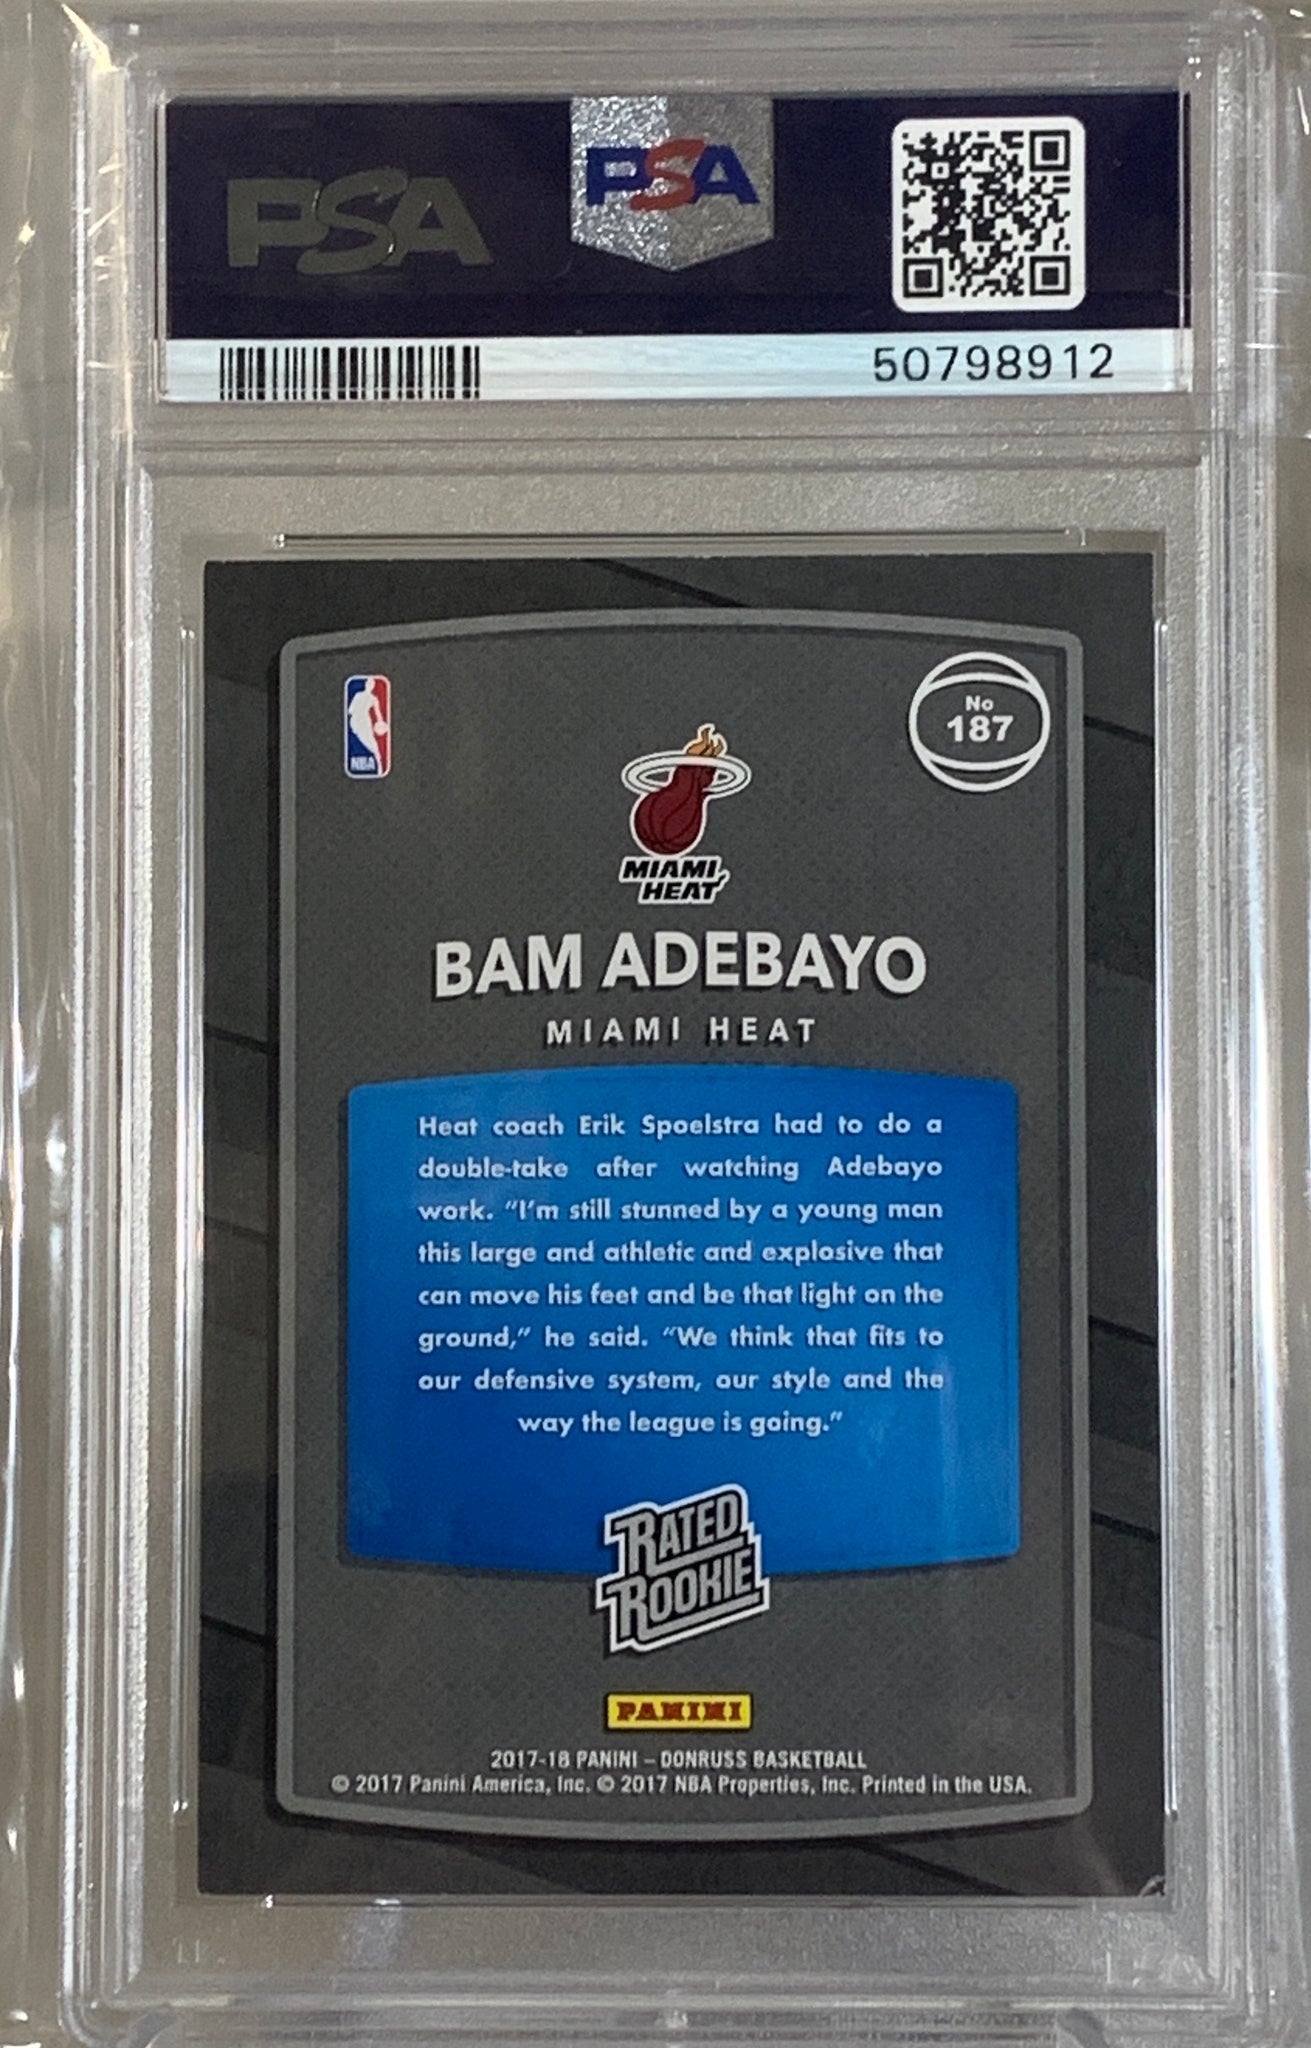 PSA
PSA
50798912
NBA
No
187
MIAMI
HEAT
BAM ADEBAYO
MIAMI HEAT
Heat coach Erik Spoelstra had to do a
double-take after watching Adebayo
work. “I’m still stunned by a young man
this large and athletic and explosive that
can move his feet and be that light on the
ground,” he said. “We think that fits to
our defensive system, our style and the
way the league is going.”
RATED
ROOKIE
PANINI
2017-18 PANINI – DONRUSS BASKETBALL
© 2017 Panini America, Inc. © 2017 NBA Properties, Inc. Printed in the USA.